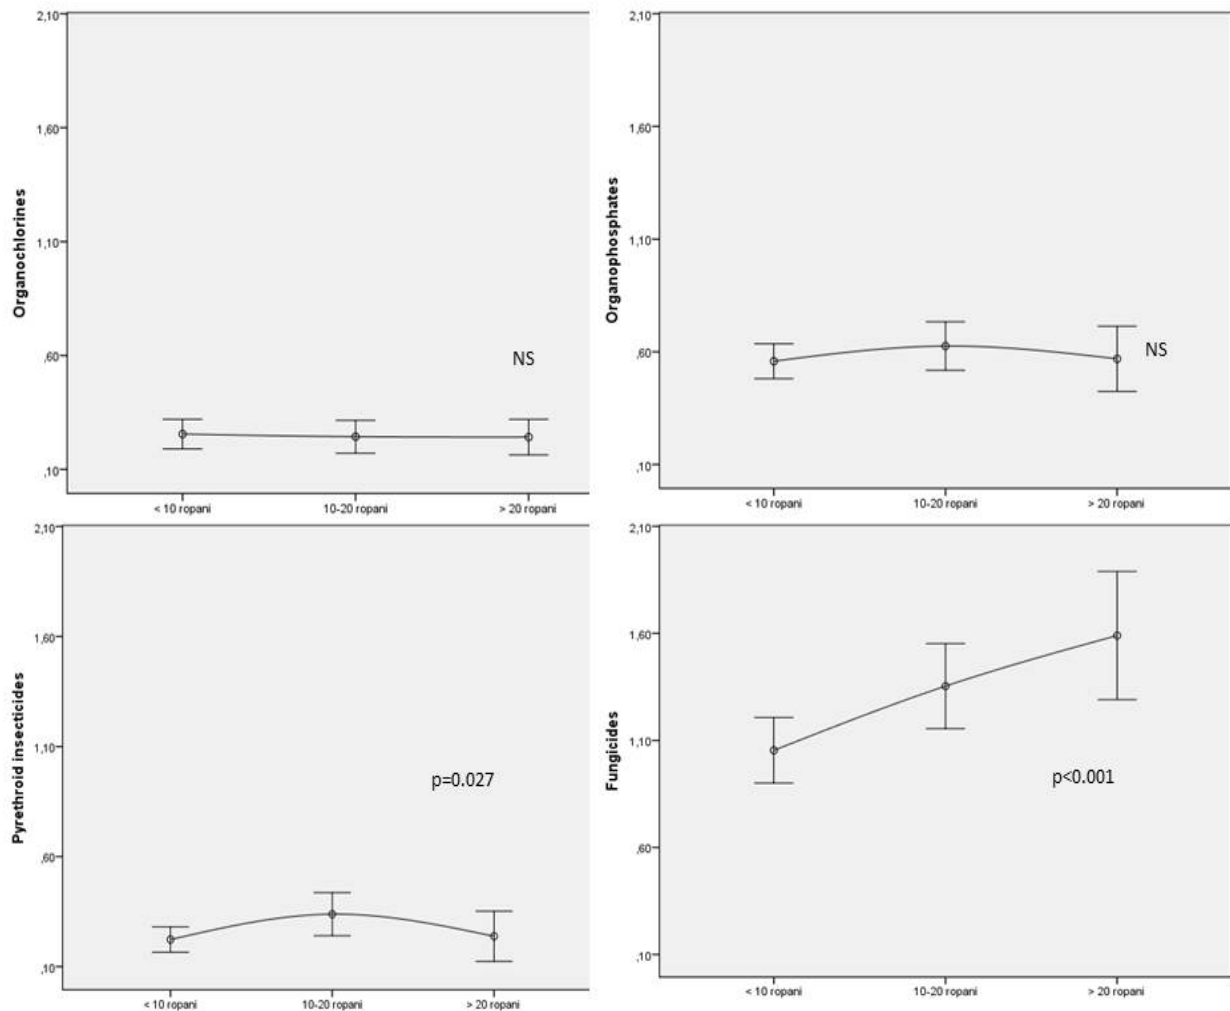 Organochlorines
2,10
1,60
1,10
,60
,10
NS
< 10 ropani 10-20 ropani > 20 ropani
Organophosphates
2,10
1,60
1,10
,60
,10
NS
< 10 ropani 10-20 ropani > 20 ropani
Pyrethroid insecticides
2,10
1,60
1,10
,60
,10
p=0.027
< 10 ropani 10-20 ropani > 20 ropani
Fungicides
2,10
1,60
1,10
,60
,10
p<0.001
< 10 ropani 10-20 ropani > 20 ropani